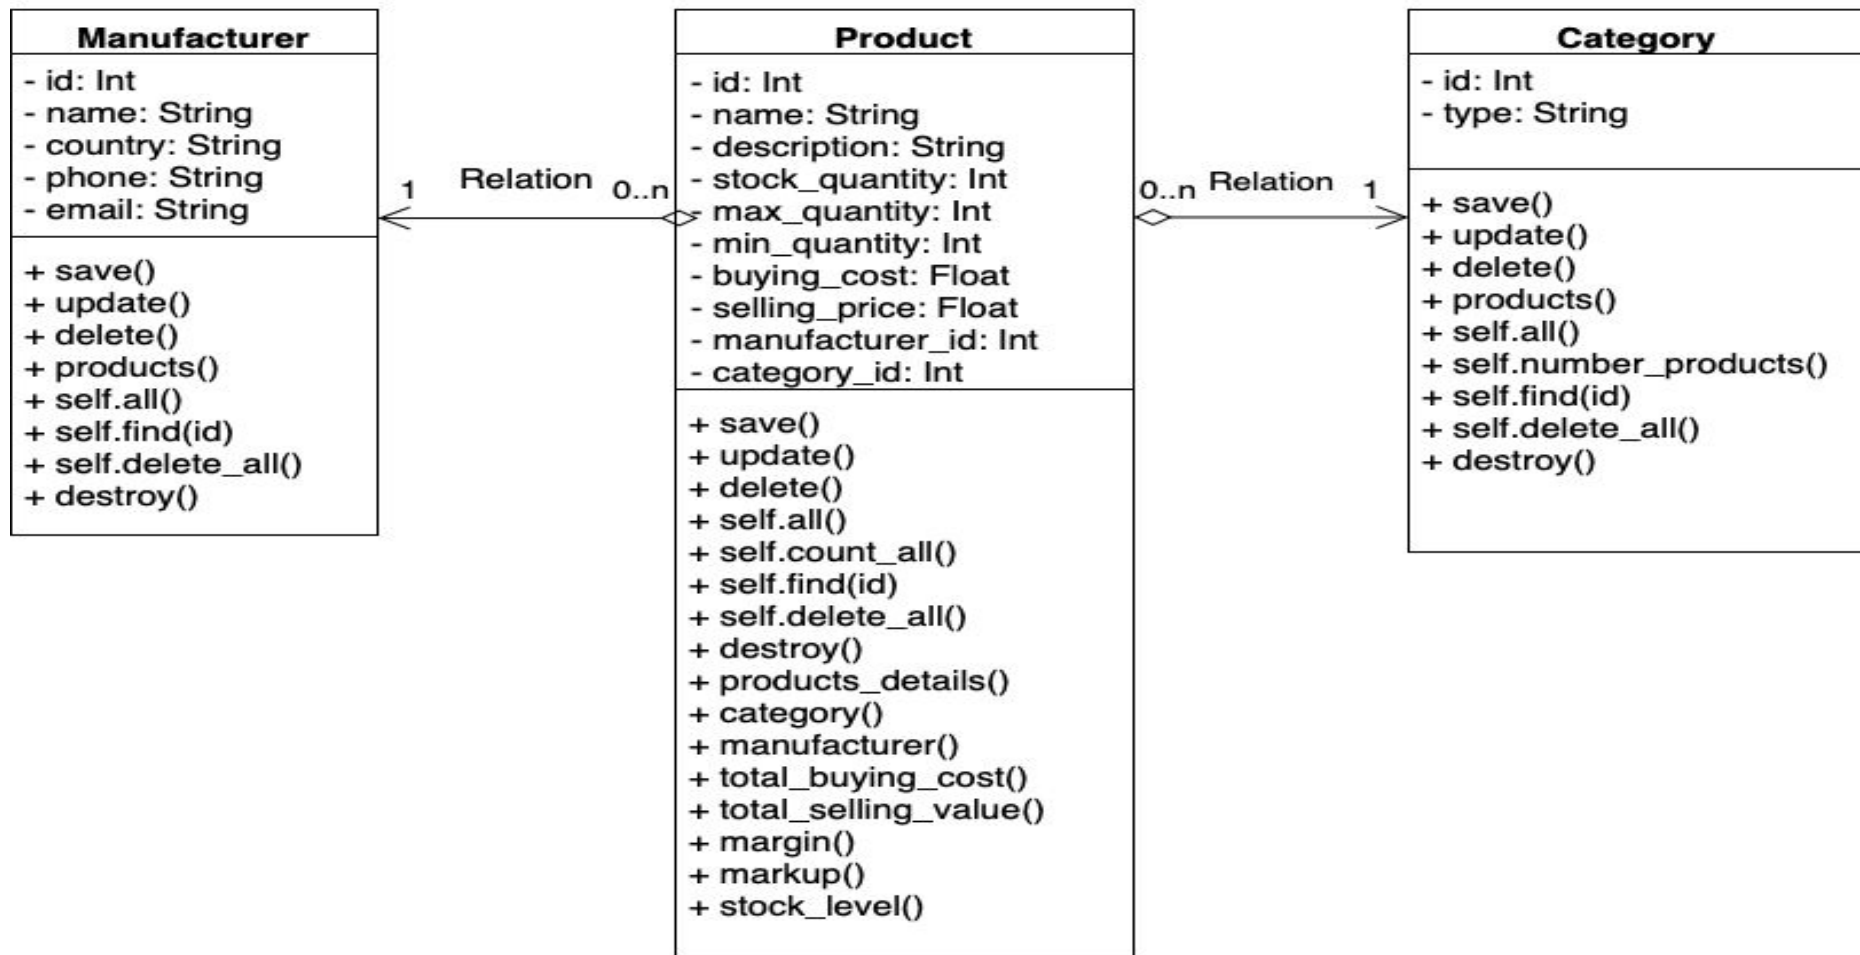 Manufacturer
- id: Int
- name: String
- country: String
- phone: String
- email: String
+ save()
+ update()
+ delete()
+ products()
+ self.all()
+ self.find(id)
+ self.delete_all()
+ destroy()
1 Relation 0..n
Product
- id: Int
- name: String
- description: String
- stock_quantity: Int
- max_quantity: Int
- min_quantity: Int
- buying_cost: Float
- selling_price: Float
- manufacturer_id: Int
- category_id: Int
+ save()
+ update()
+ delete()
+ self.all()
+ self.count_all()
+ self.find(id)
+ self.delete_all()
+ destroy()
+ products_details()
+ category()
+ manufacturer()
+ total_buying_cost()
+ total_selling_value()
+ margin()
+ markup()
+ stock_level()
0..n Relation 1
Category
- id: Int
- type: String
+ save()
+ update()
+ delete()
+ products()
+ self.all()
+ self.number_products()
+ self.find(id)
+ self.delete_all()
+ destroy()